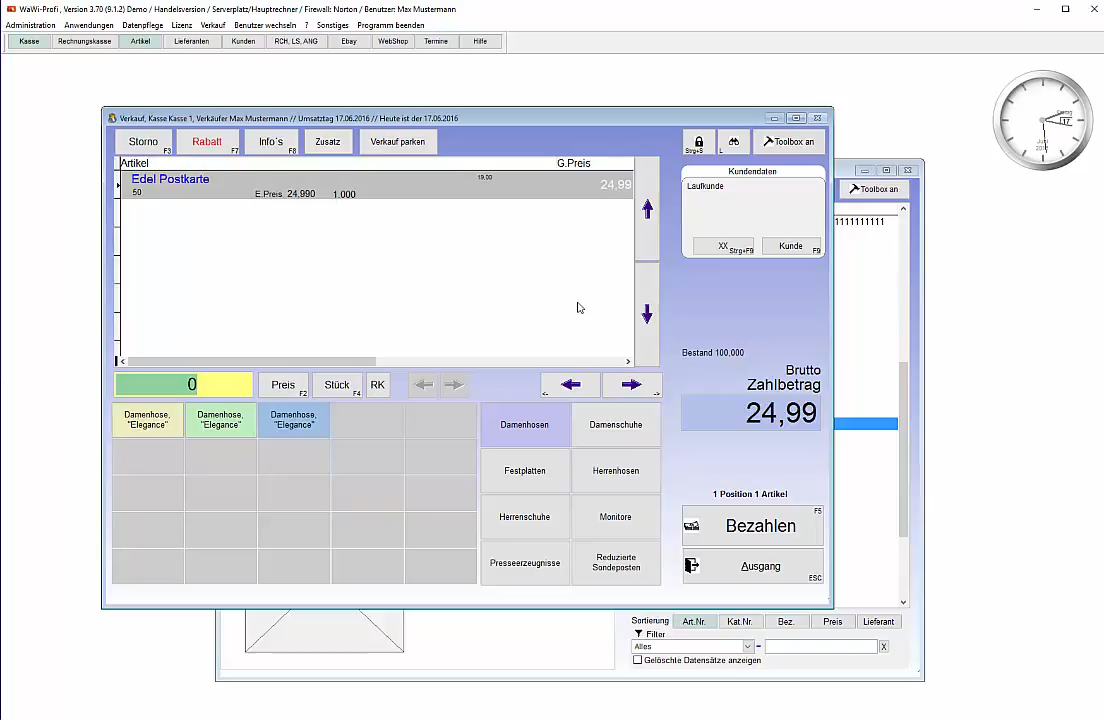 WaWi-Profi , Version 3.70 (9.1.2) Demo / Handelsversion / Serverplatz/Hauptrechner / Firewall: Norton / Benutzer: Max Mustermann
Administration Anwendungen Datenpflege Lizenz Verkauf Benutzer wechseln ? Sonstiges Programm beenden
Kasse Rechnungskasse Artikel Lieferanten Kunden RCH, LS, ANG Ebay WebShop Termine Hilfe
Verkauf, Kasse Kasse 1, Verkäufer Max Mustermann // Umsatztag 17.06.2016 // Heute ist der 17.06.2016
Storno F3 Rabatt F7 Info´s F8 Zusatz Verkauf parken Strg+S L Toolbox an
Artikel G.Preis
Edel Postkarte 19,00 24,99
50 E.Preis 24,990 1.000
Kundendaten
Laufkunde
XX Strg+F9 Kunde F9
Toolbox an
1111111111
17
Bestand 100,000
Brutto
Zahlbetrag
24,99
0 Preis F2 Stück F4 RK <- ->
Damenhose, "Elegance" Damenhose, "Elegance" Damenhose, "Elegance"
Damenhosen Damenschuhe
Festplatten Herrenhosen
Herrenschuhe Monitore
Presseerzeugnisse Reduzierte Sondeposten
1 Position 1 Artikel
Bezahlen F5
Ausgang ESC
Sortierung Art.Nr. Kat.Nr. Bez. Preis Lieferant
Filter
Alles = X
Gelöschte Datensätze anzeigen